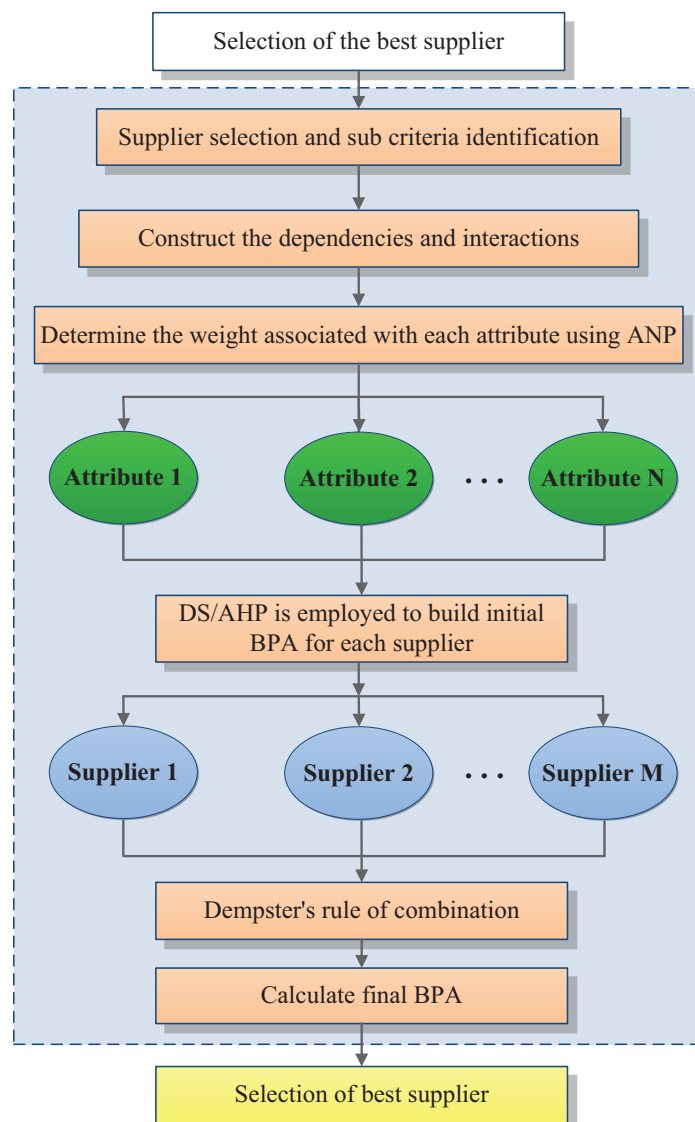 Selection of the best supplier
Supplier selection and sub criteria identification
Construct the dependencies and interactions
Determine the weight associated with each attribute using ANP
Attribute 1
Attribute 2
. . .
Attribute N
DS/AHP is employed to build initial
BPA for each supplier
Supplier 1
Supplier 2
. . .
Supplier M
Dempster's rule of combination
Calculate final BPA
Selection of best supplier